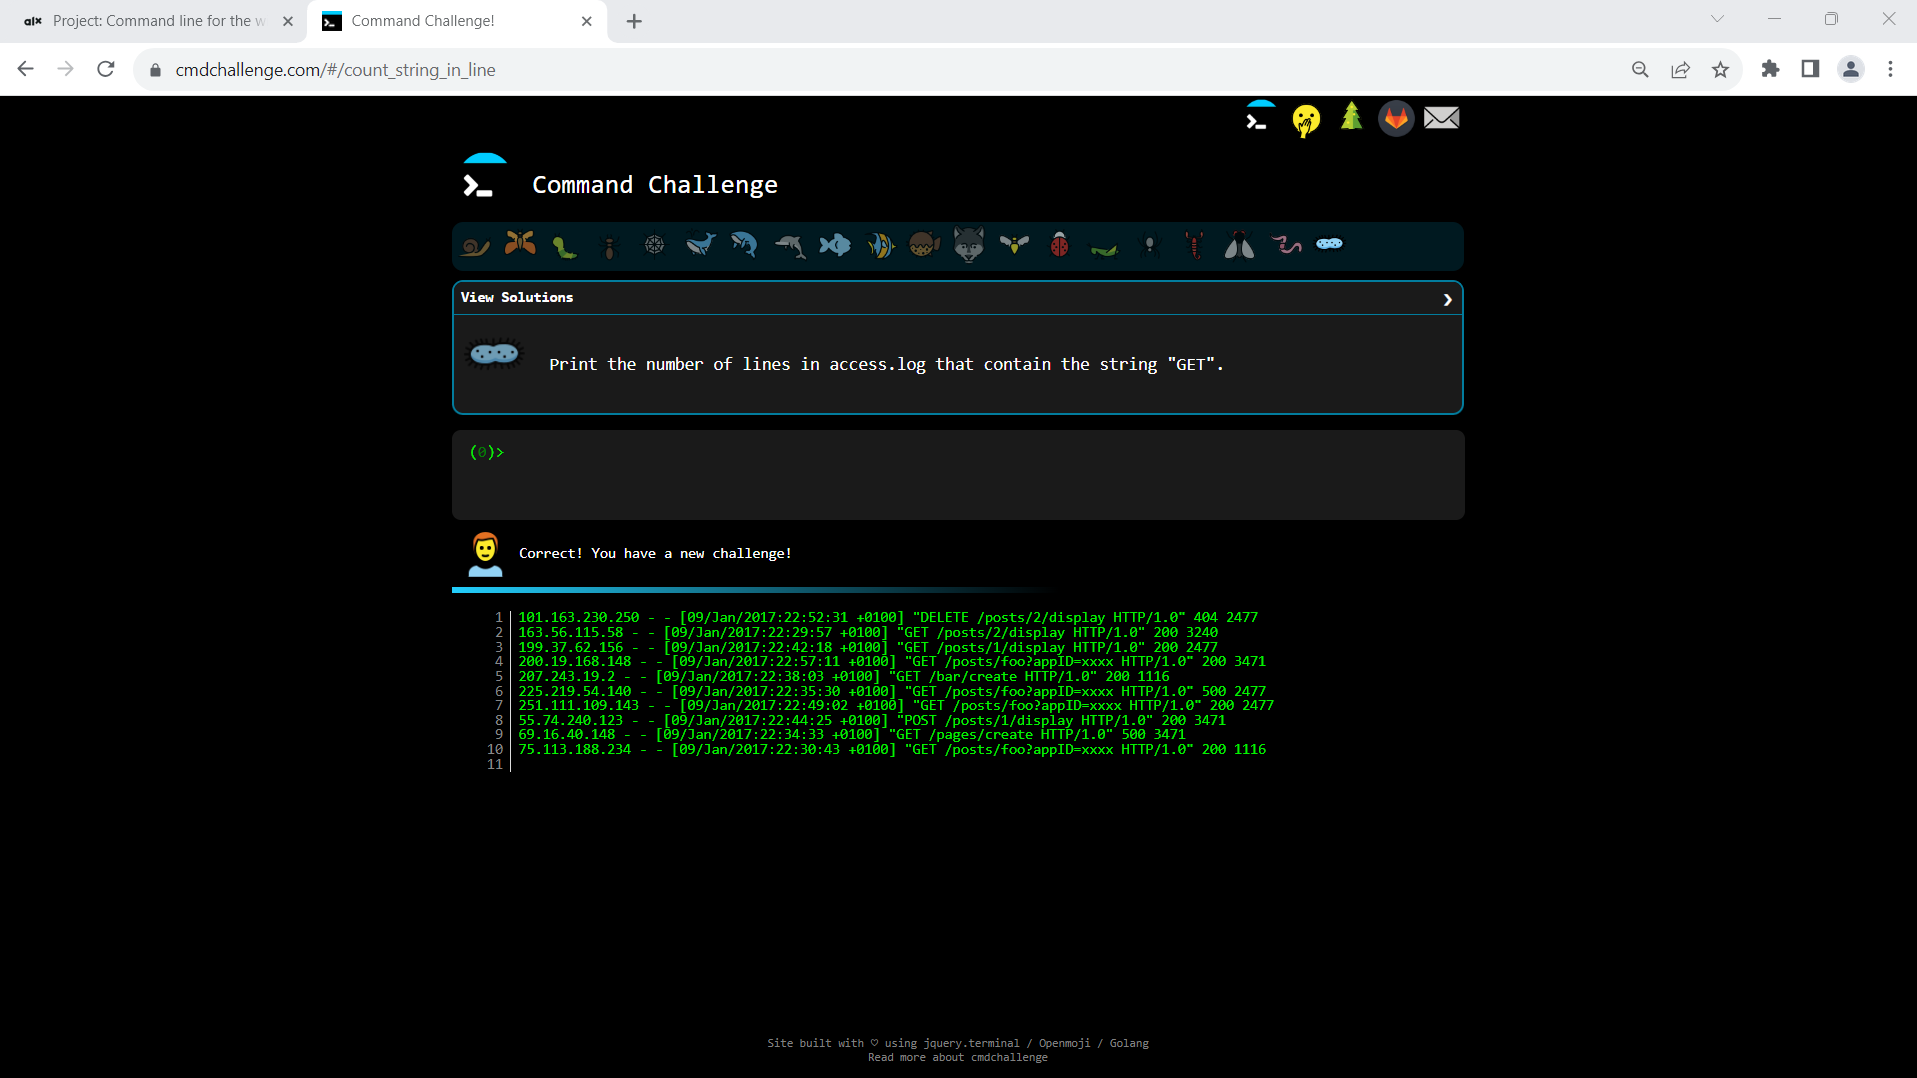 alx Project: Command line for the w
Command Challenge!
cmdchallenge.com/#/count_string_in_line
Command Challenge
View Solutions
Print the number of lines in access.log that contain the string "GET".
(0)>
Correct! You have a new challenge!
1 101.163.230.250 - - [09/Jan/2017:22:52:31 +0100] "DELETE /posts/2/display HTTP/1.0" 404 2477
2 163.56.115.58 - - [09/Jan/2017:22:29:57 +0100] "GET /posts/2/display HTTP/1.0" 200 3240
3 199.37.62.156 - - [09/Jan/2017:22:42:18 +0100] "GET /posts/1/display HTTP/1.0" 200 2477
4 200.19.168.148 - - [09/Jan/2017:22:57:11 +0100] "GET /posts/foo?appID=xxxx HTTP/1.0" 200 3471
5 207.243.19.2 - - [09/Jan/2017:22:38:03 +0100] "GET /bar/create HTTP/1.0" 200 1116
6 225.219.54.140 - - [09/Jan/2017:22:35:30 +0100] "GET /posts/foo?appID=xxxx HTTP/1.0" 500 2477
7 251.111.109.143 - - [09/Jan/2017:22:49:02 +0100] "GET /posts/foo?appID=xxxx HTTP/1.0" 200 2477
8 55.74.240.123 - - [09/Jan/2017:22:44:25 +0100] "POST /posts/1/display HTTP/1.0" 200 3471
9 69.16.40.148 - - [09/Jan/2017:22:34:33 +0100] "GET /pages/create HTTP/1.0" 500 3471
10 75.113.188.234 - - [09/Jan/2017:22:30:43 +0100] "GET /posts/foo?appID=xxxx HTTP/1.0" 200 1116
11
Site built with ♡ using jquery.terminal / Openmoji / Golang
Read more about cmdchallenge